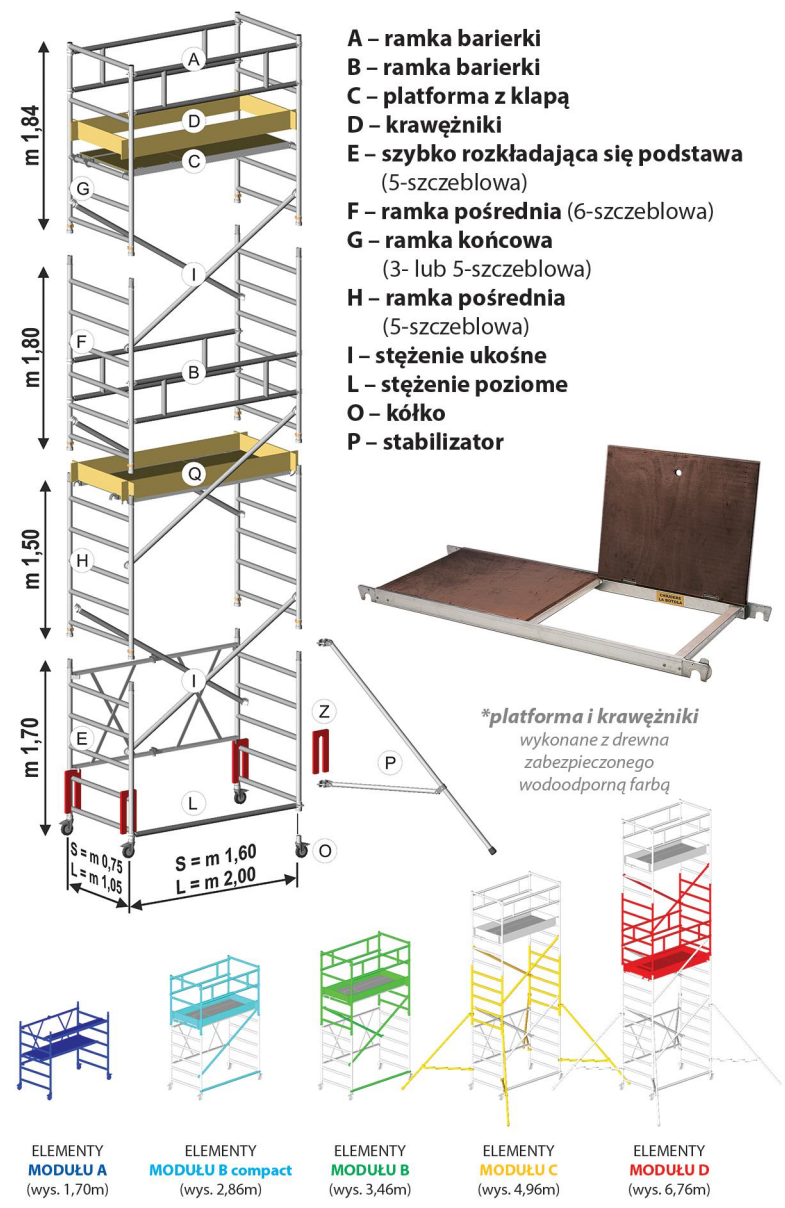 A – ramka barierki
B – ramka barierki
C – platforma z klapą
D – krawężniki
E – szybko rozkładająca się podstawa
(5-szczeblowa)
F – ramka pośrednia (6-szczeblowa)
G – ramka końcowa
(3- lub 5-szczeblowa)
H – ramka pośrednia
(5-szczeblowa)
I – stężenie ukośne
L – stężenie poziome
O – kółko
P – stabilizator
m 1,84
A
D
C
G
I
m 1,80
F
B
Q
m 1,50
H
m 1,70
I
E
L
Z
P
O
S = m 0,75
L = m 1,05
S = m 1,60
L = m 2,00
*platforma i krawężniki
wykonane z drewna
zabezpieczonego
wodoodporną farbą
ELEMENTY
MODUŁU A
(wys. 1,70m)
ELEMENTY
MODUŁU B compact
(wys. 2,86m)
ELEMENTY
MODUŁU B
(wys. 3,46m)
ELEMENTY
MODUŁU C
(wys. 4,96m)
ELEMENTY
MODUŁU D
(wys. 6,76m)